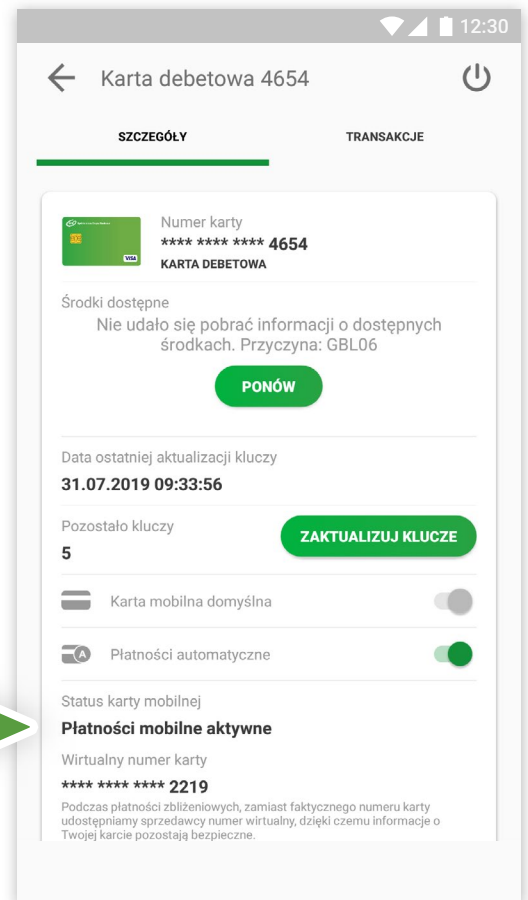 12:30
Karta debetowa 4654
SZCZEGÓŁY TRANSAKCJE
Numer karty
**** **** **** 4654
KARTA DEBETOWA
VISA
Środki dostępne
Nie udało się pobrać informacji o dostępnych
środkach. Przyczyna: GBL06
PONÓW
Data ostatniej aktualizacji kluczy
31.07.2019 09:33:56
Pozostało kluczy
5
ZAKTUALIZUJ KLUCZE
Karta mobilna domyślna
A
Płatności automatyczne
Status karty mobilnej
Płatności mobilne aktywne
Wirtualny numer karty
**** **** **** 2219
Podczas płatności zbliżeniowych, zamiast faktycznego numeru karty
udostępniamy sprzedawcy numer wirtualny, dzięki czemu informacje o
Twojej karcie pozostają bezpieczne.